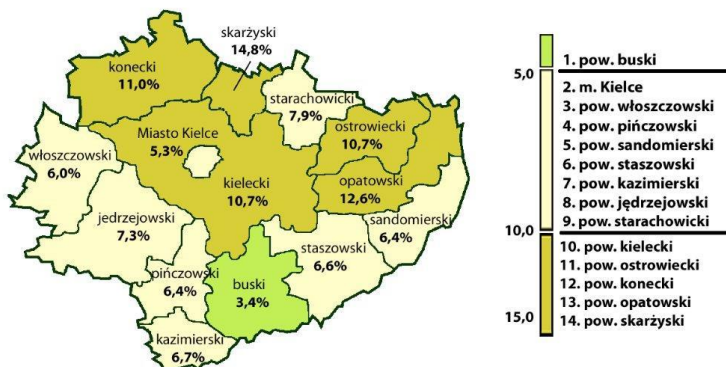 skarżyski
14,8%
konecki
11,0%
starachowicki
7,9%
Miasto Kielce
5,3%
ostrowiecki
10,7%
włoszczowski
6,0%
kielecki
10,7%
opatowski
12,6%
jedrzejowski
7,3%
sandomierski
6,4%
staszowski
6,6%
pińczowski
6,4%
buski
3,4%
kazimierski
6,7%
1. pow. buski
5,0
2. m. Kielce
3. pow. włoszczowski
4. pow. pińczowski
5. pow. sandomierski
6. pow. staszowski
7. pow. kazimierski
8. pow. jędrzejowski
9. pow. starachowicki
10,0
10. pow. kielecki
11. pow. ostrowiecki
12. pow. konecki
13. pow. opatowski
14. pow. skarżyski
15,0